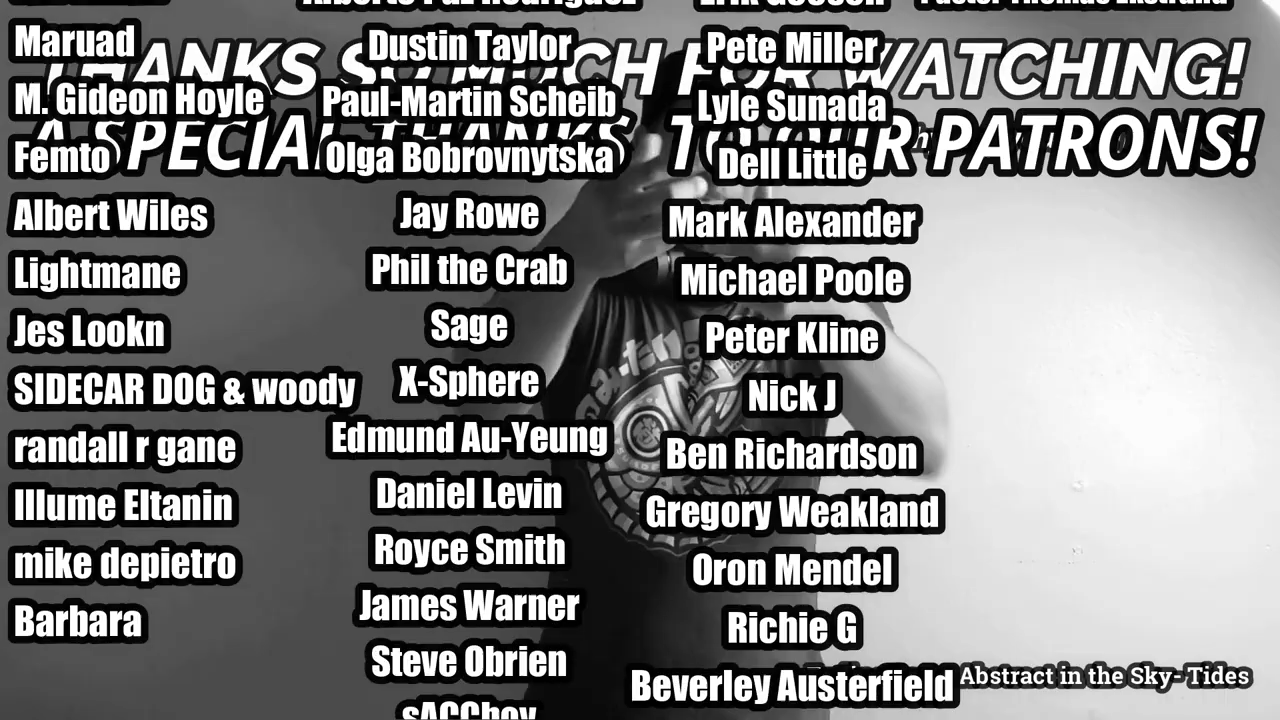 THANKS SO MUCH FOR WATCHING!
A SPECIAL THANKS TO OUR PATRONS!
Maruad
M. Gideon Hoyle
Femto
Albert Wiles
Lightmane
Jes Lookn
SIDECAR DOG & woody
randall r gane
Illume Eltanin
mike depietro
Barbara
Dustin Taylor
Paul-Martin Scheib
Olga Bobrovnytska
Jay Rowe
Phil the Crab
Sage
X-Sphere
Edmund Au-Yeung
Daniel Levin
Royce Smith
James Warner
Steve Obrien
Pete Miller
Lyle Sunada
Dell Little
Mark Alexander
Michael Poole
Peter Kline
Nick J
Ben Richardson
Gregory Weakland
Oron Mendel
Richie G
Beverley Austerfield
Abstract in the Sky- Tides